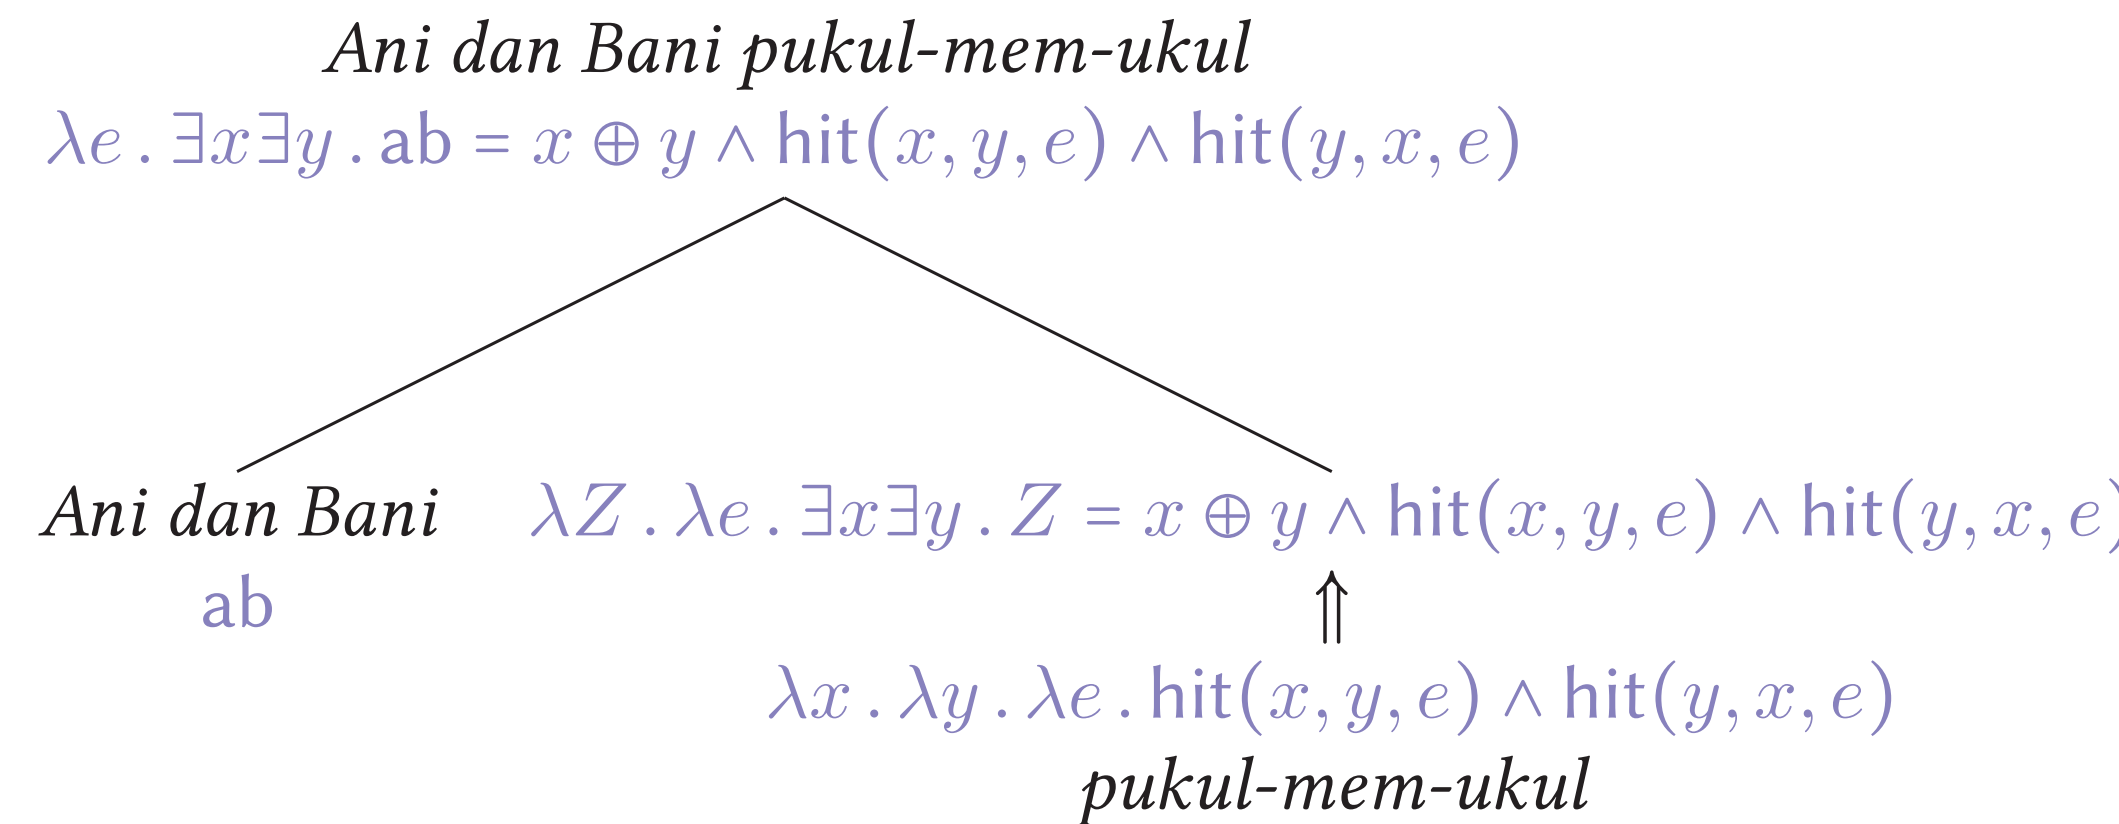 Ani dan Bani pukul-mem-ukul
λe . ∃x∃y . ab = x ⊕ y ∧ hit(x, y, e) ∧ hit(y, x, e)
Ani dan Bani
ab
λZ . λe . ∃x∃y . Z = x ⊕ y ∧ hit(x, y, e) ∧ hit(y, x, e)
⇑
λx . λy . λe . hit(x, y, e) ∧ hit(y, x, e)
pukul-mem-ukul